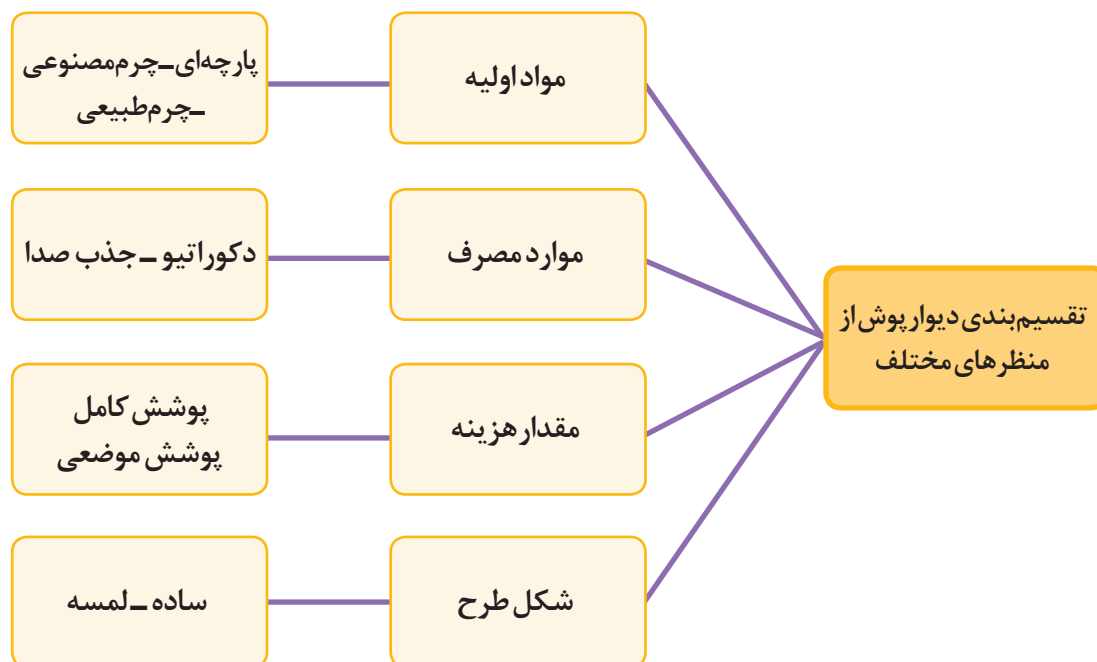 تقسیم‌بندی دیوارپوش از
منظرهای مختلف
مواد اولیه
پارچه‌ای ـ چرم‌مصنوعی
ـ چرم‌طبیعی
موارد مصرف
دکوراتیو ـ جذب صدا
مقدار هزینه
پوشش کامل
پوشش موضعی
شکل طرح
ساده ـ لمسه